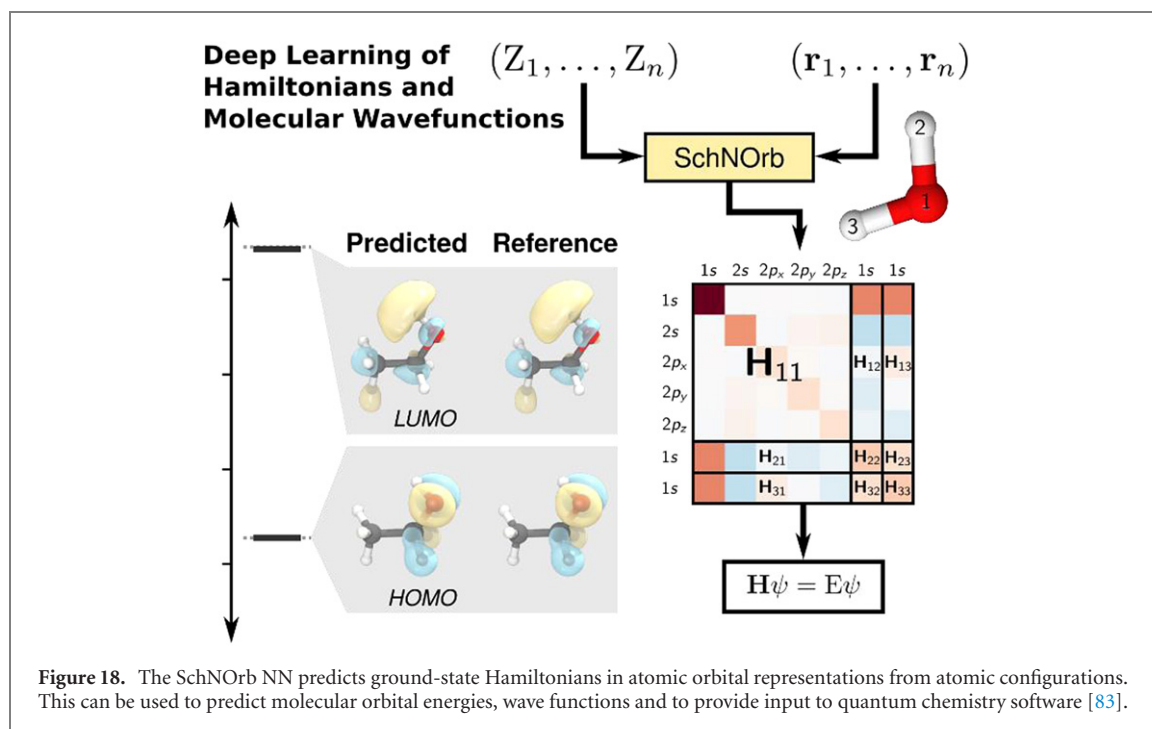 Deep Learning of
Hamiltonians and
Molecular Wavefunctions
(Z₁, . . . , Zₙ)
(r₁, . . . , rₙ)
SchNOrb
2
1
3
Predicted Reference
LUMO
HOMO
1s 2s 2pₓ 2pᵧ 2p_z 1s 1s
1s
2s
2pₓ H₁₁ H₁₂ H₁₃
2pᵧ
2p_z
1s H₂₁ H₂₂ H₂₃
1s H₃₁ H₃₂ H₃₃
Hψ = Eψ
Figure 18. The SchNOrb NN predicts ground-state Hamiltonians in atomic orbital representations from atomic configurations.
This can be used to predict molecular orbital energies, wave functions and to provide input to quantum chemistry software [83].